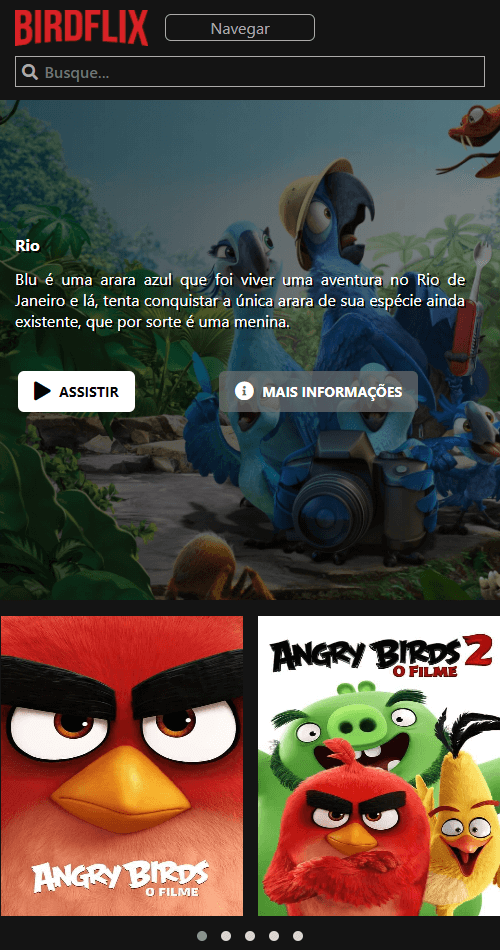 BIRDFLIX
Navegar
Busque...
Rio
Blu é uma arara azul que foi viver uma aventura no Rio de
Janeiro e lá, tenta conquistar a única arara de sua espécie ainda
existente, que por sorte é uma menina.
ASSISTIR
MAIS INFORMAÇÕES
ANGRY BIRDS
O FILME
ANGRY BIRDS 2
O FILME